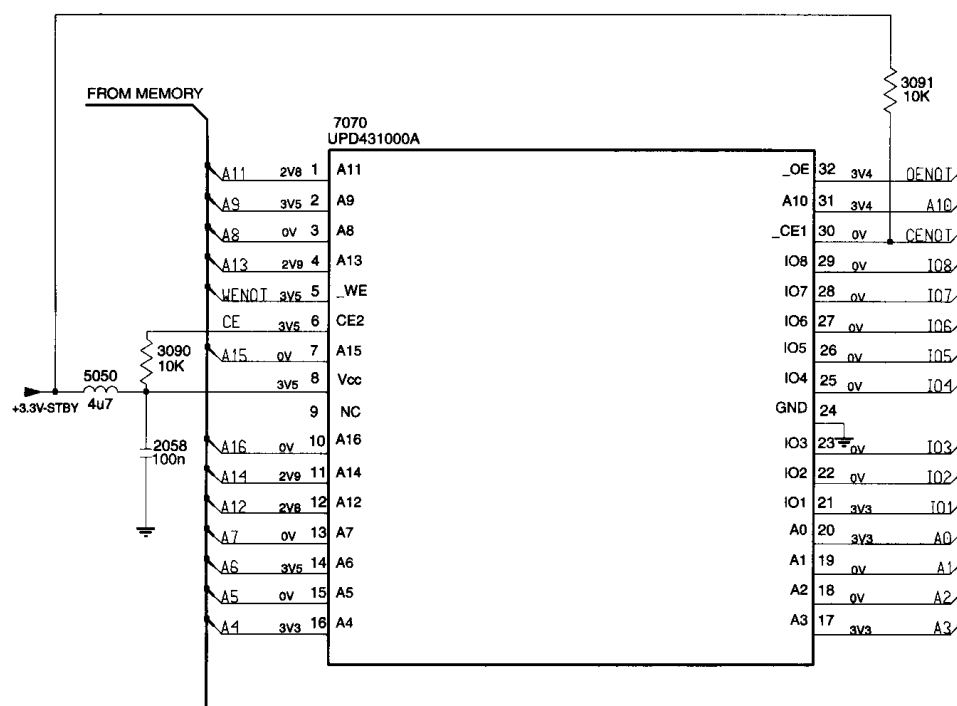 3091
10K
FROM MEMORY
7070
UPD431000A
A11 2V8 1 A11
_OE 32 3V4 OENOT
A9 3V5 2 A9
A10 31 3V4 A10
A8 0V 3 A8
_CE1 30 0V CENOT
A13 2V9 4 A13
IO8 29 0V IO8
WENOT 3V5 5 _WE
IO7 28 0V IO7
CE 3V5 6 CE2
IO6 27 0V IO6
3090
10K
A15 0V 7 A15
IO5 26 0V IO5
5050
4u7
+3.3V-STBY
3V5 8 Vcc
IO4 25 0V IO4
9 NC
GND 24
2058
100n
A16 0V 10 A16
IO3 23 0V IO3
A14 2V9 11 A14
IO2 22 0V IO2
A12 2V8 12 A12
IO1 21 3V3 IO1
A7 0V 13 A7
A0 20 3V3 A0
A6 3V5 14 A6
A1 19 0V A1
A5 0V 15 A5
A2 18 0V A2
A4 3V3 16 A4
A3 17 3V3 A3